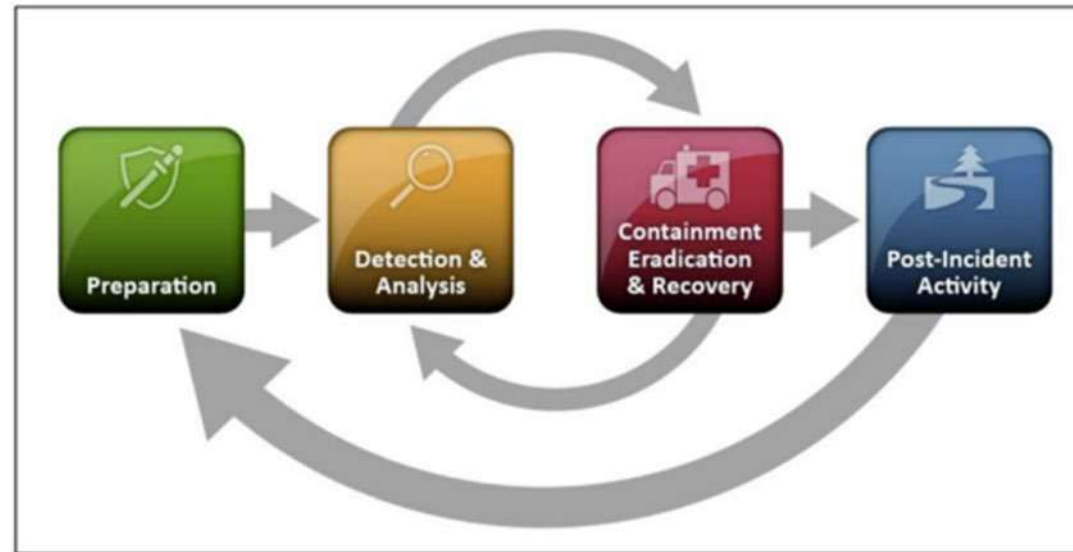 Preparation
Detection &
Analysis
Containment
Eradication
& Recovery
Post-Incident
Activity